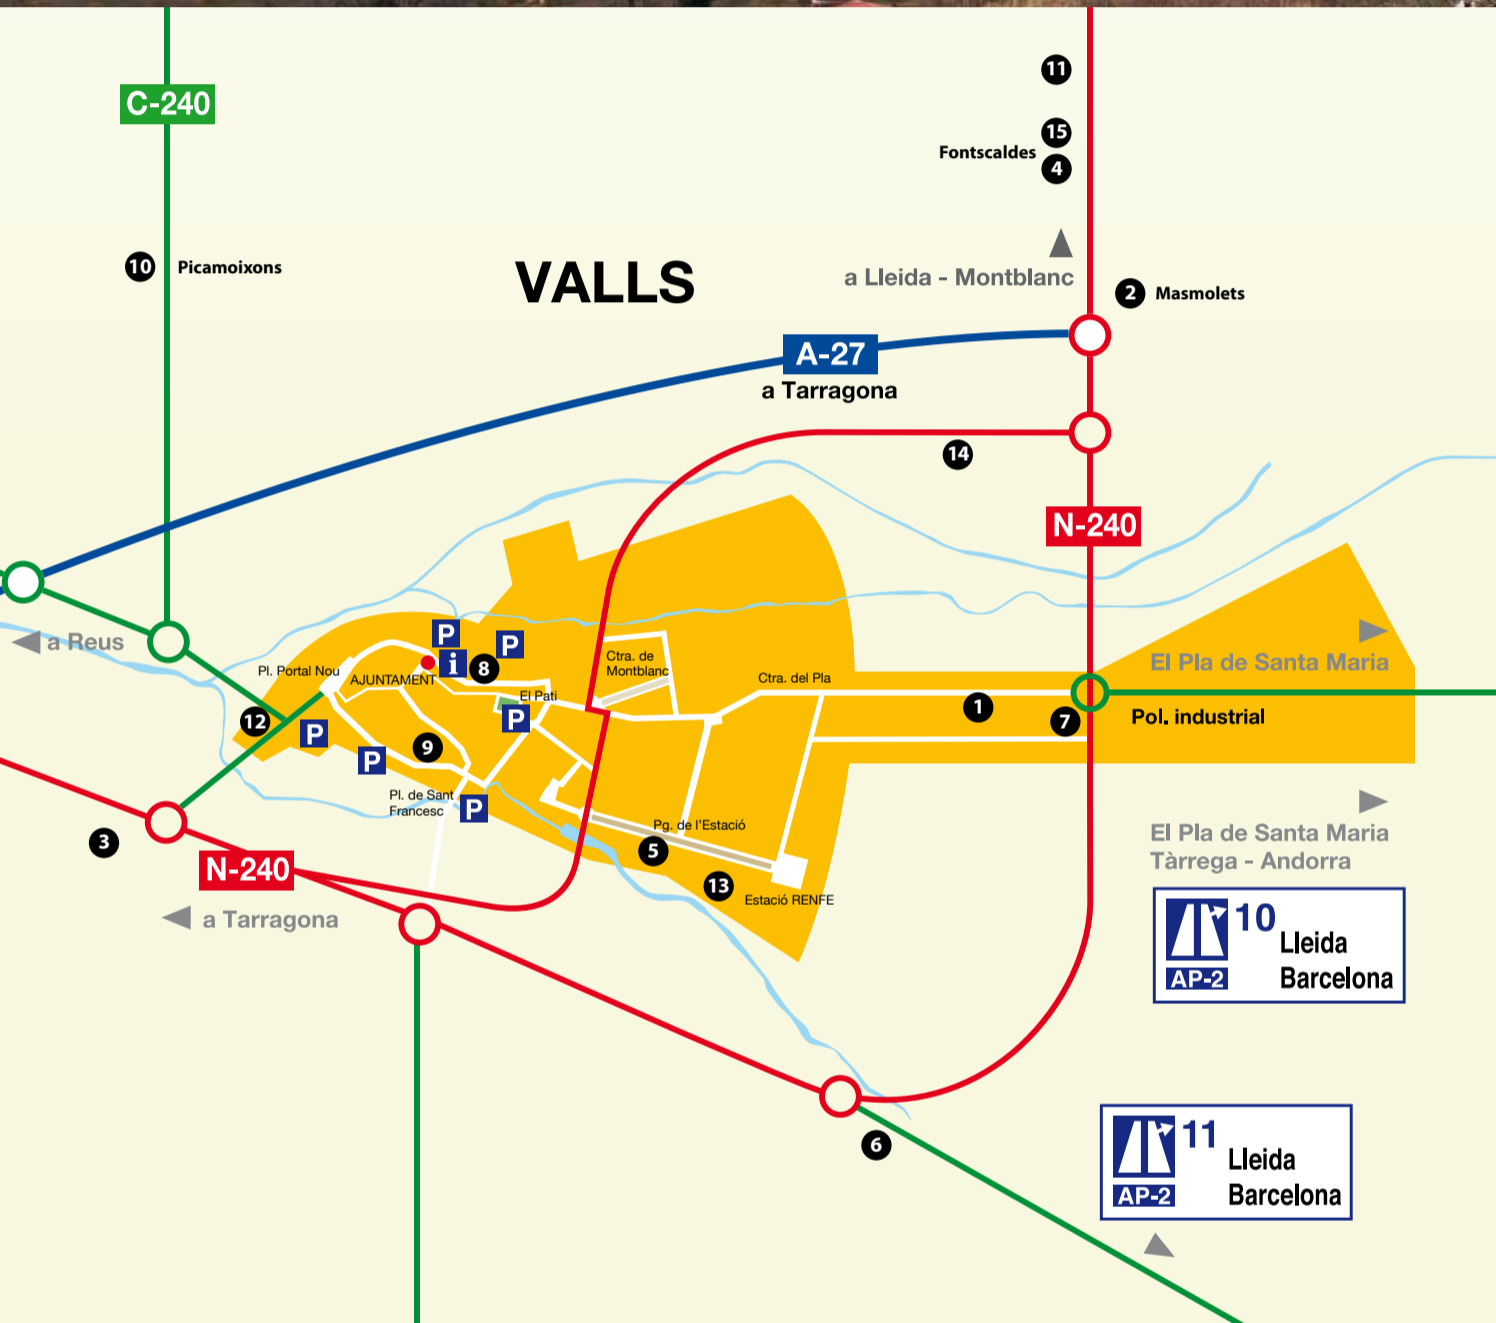 11
C-240
15
Fontscaldes
4
10
Picamoixons
VALLS
a Lleida - Montblanc
2
Masmolets
A-27
a Tarragona
14
N-240
a Reus
P
P
i
8
Pl. Portal Nou
AJUNTAMENT
Ctra. de
Montblanc
El Pla de Santa Maria
Ctra. del Pla
El Pati
P
1
7
Pol. industrial
12
P
9
P
Pl. de Sant
Francesc
P
Pg. de l'Estació
5
3
N-240
13
Estació RENFE
a Tarragona
El Pla de Santa Maria
Tàrrega - Andorra
10
Lleida
AP-2
Barcelona
6
11
Lleida
AP-2
Barcelona